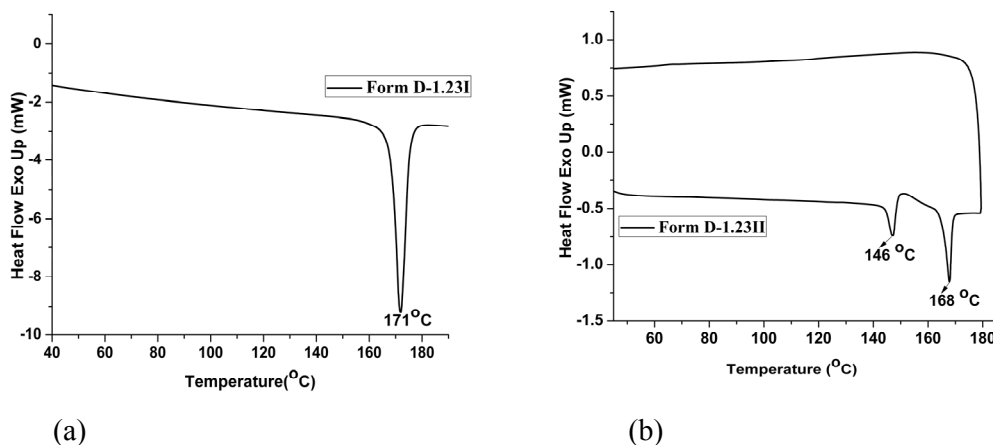 0
-2
-4
-6
-8
-10
40 60 80 100 120 140 160 180
Heat Flow Exo Up (mW)
Temperature(°C)
Form D-1.23I
171°C
(a)
1.0
0.5
0.0
-0.5
-1.0
-1.5
60 80 100 120 140 160 180
Heat Flow Exo Up (mW)
Temperature (°C)
Form D-1.23II
146 °C
168 °C
(b)